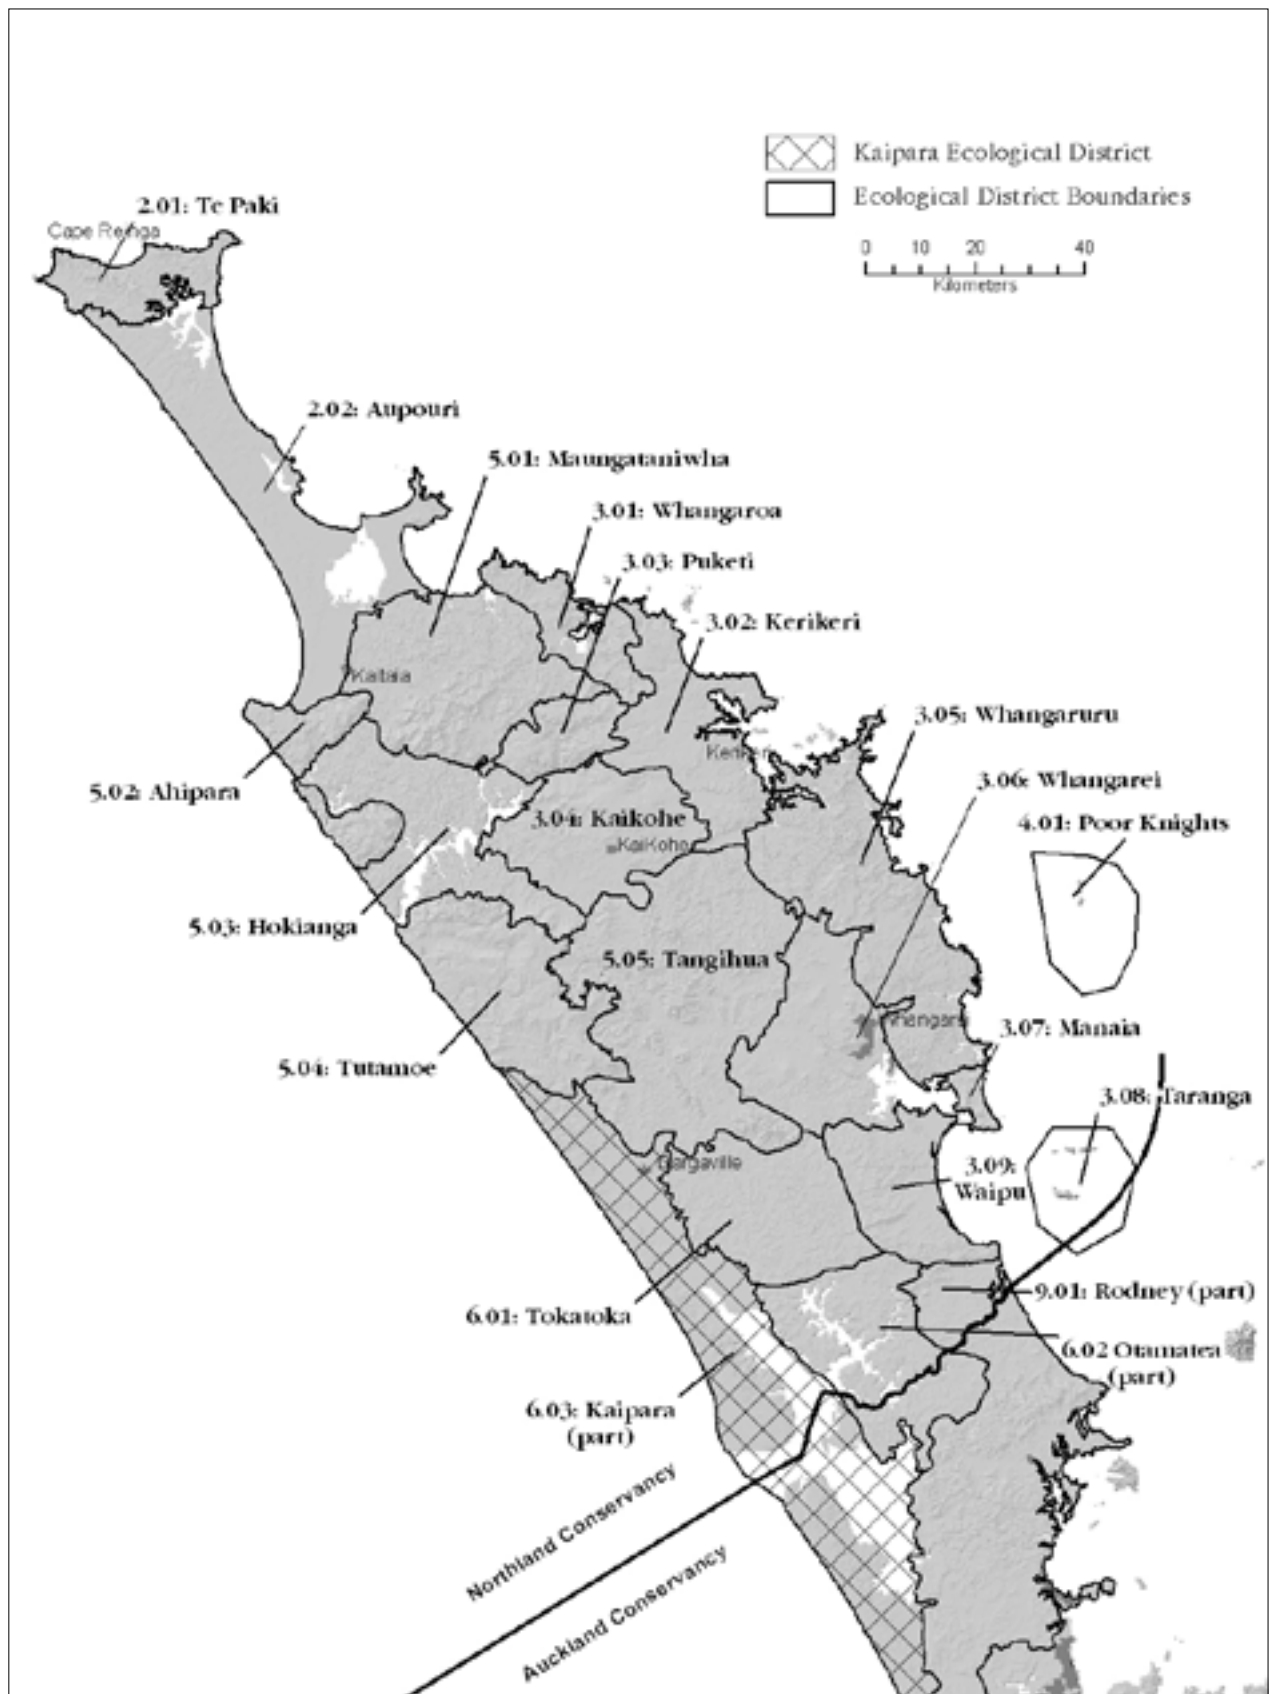 Kaipara Ecological District
Ecological District Boundaries
0 10 20 40
Kilometers
2.01: Te Paki
Cape Reinga
2.02: Aupouri
5.01: Maungataniwha
3.01: Whangaroa
3.03: Puketi
3.02: Kerikeri
Kaitaia
3.05: Whangaruru
Kerikeri
3.06: Whangarei
5.02: Ahipara
3.04: Kaikohe
4.01: Poor Knights
KaiKohe
5.03: Hokianga
5.05: Tangihua
Whangarei
3.07: Manaia
5.04: Tutamoe
3.08: Taranga
Dargaville
3.09:
Waipu
9.01: Rodney (part)
6.01: Tokatoka
6.02 Otamatea
(part)
6.03: Kaipara
(part)
Northland Conservancy
Auckland Conservancy